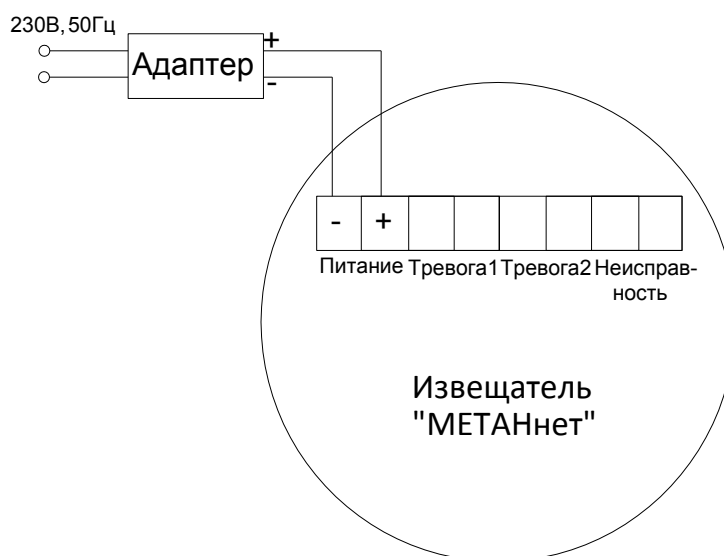 230В, 50Гц
Адаптер
+
-
- +
Питание Тревога1 Тревога2 Неисправ-
ность
Извещатель
"МЕТАНнет"